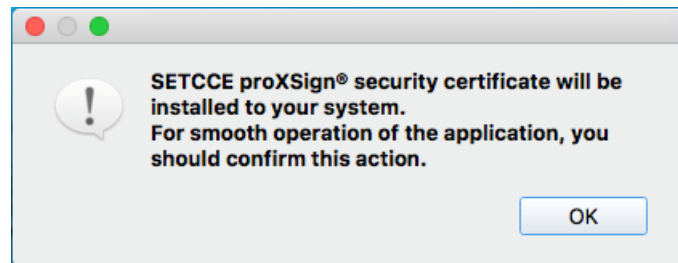 SETCCE proXSign® security certificate will be
installed to your system.
For smooth operation of the application, you
should confirm this action.
OK